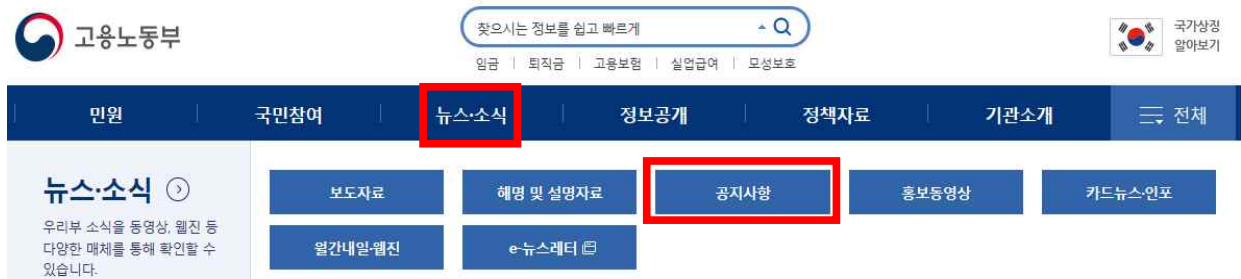 고용노동부
찾으시는 정보를 쉽고 빠르게
임금 | 퇴직금 | 고용보험 | 실업급여 | 모성보호
국가상징
알아보기
민원 국민참여 뉴스·소식 정보공개 정책자료 기관소개 전체
뉴스·소식
우리부 소식을 동영상, 웹진 등
다양한 매체를 통해 확인할 수
있습니다.
보도자료 해명 및 설명자료 공지사항 홍보동영상 카드뉴스·인포
월간내일·웹진 e-뉴스레터